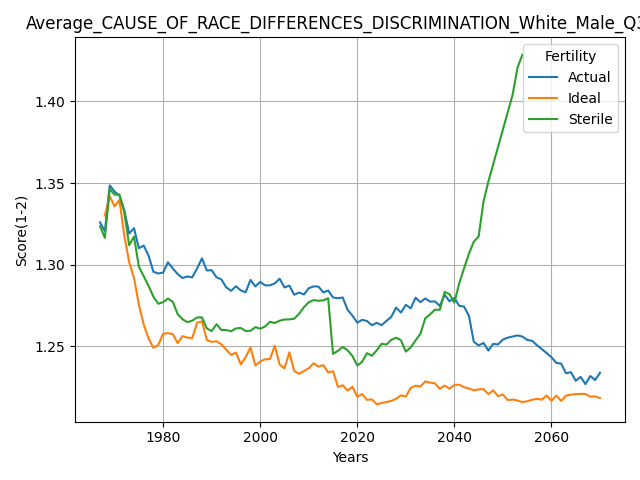 Average_CAUSE_OF_RACE_DIFFERENCES_DISCRIMINATION_White_Male_Q3
Fertility
Actual
Ideal
Sterile
Score(1-2)
1.40
1.35
1.30
1.25
1980
2000
2020
2040
2060
Years